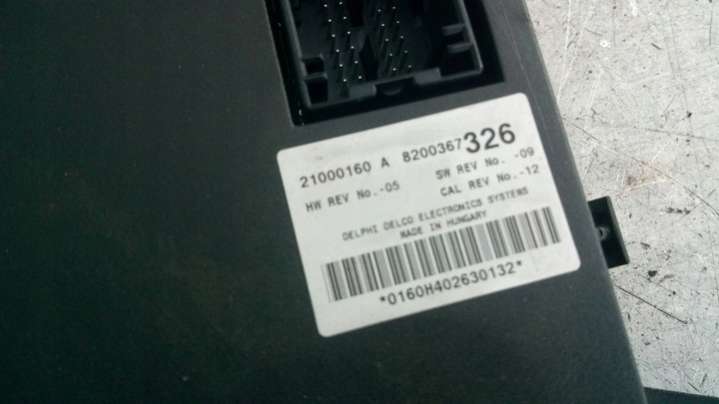 21000160 A 8200367326
HW REV No.-05 SW REV No. -09
CAL REV No.-12
DELPHI DELCO ELECTRONICS SYSTEMS
MADE IN HUNGARY
*0160H402630132*